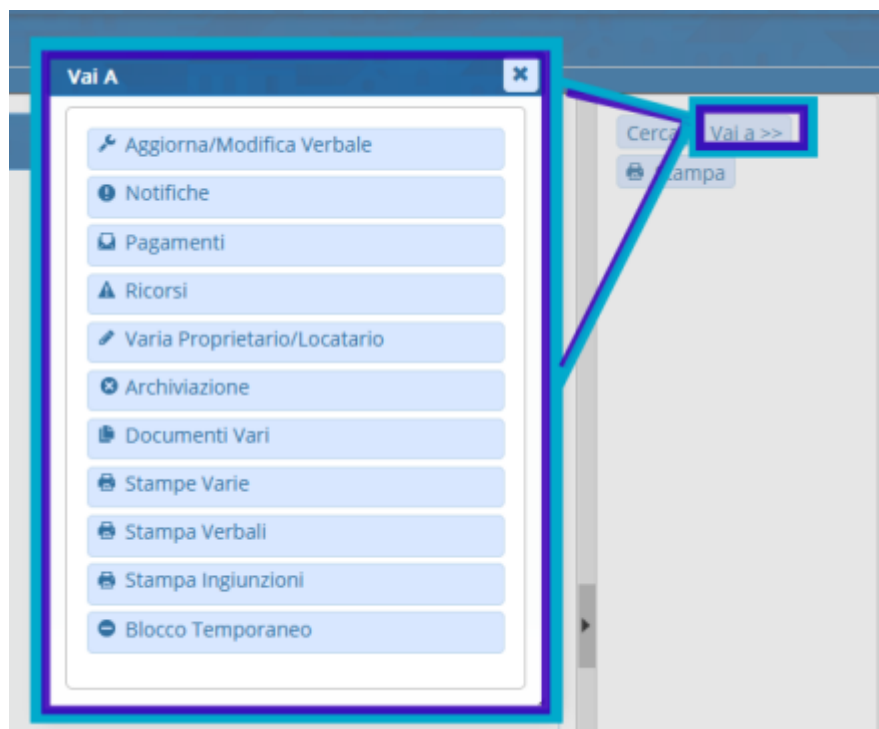 Vai A
Aggiorna/Modifica Verbale
Notifiche
Pagamenti
Ricorsi
Varia Proprietario/Locatario
Archiviazione
Documenti Vari
Stampe Varie
Stampa Verbali
Stampa Ingiunzioni
Blocco Temporaneo
Cerca Vai a >>
Stampa